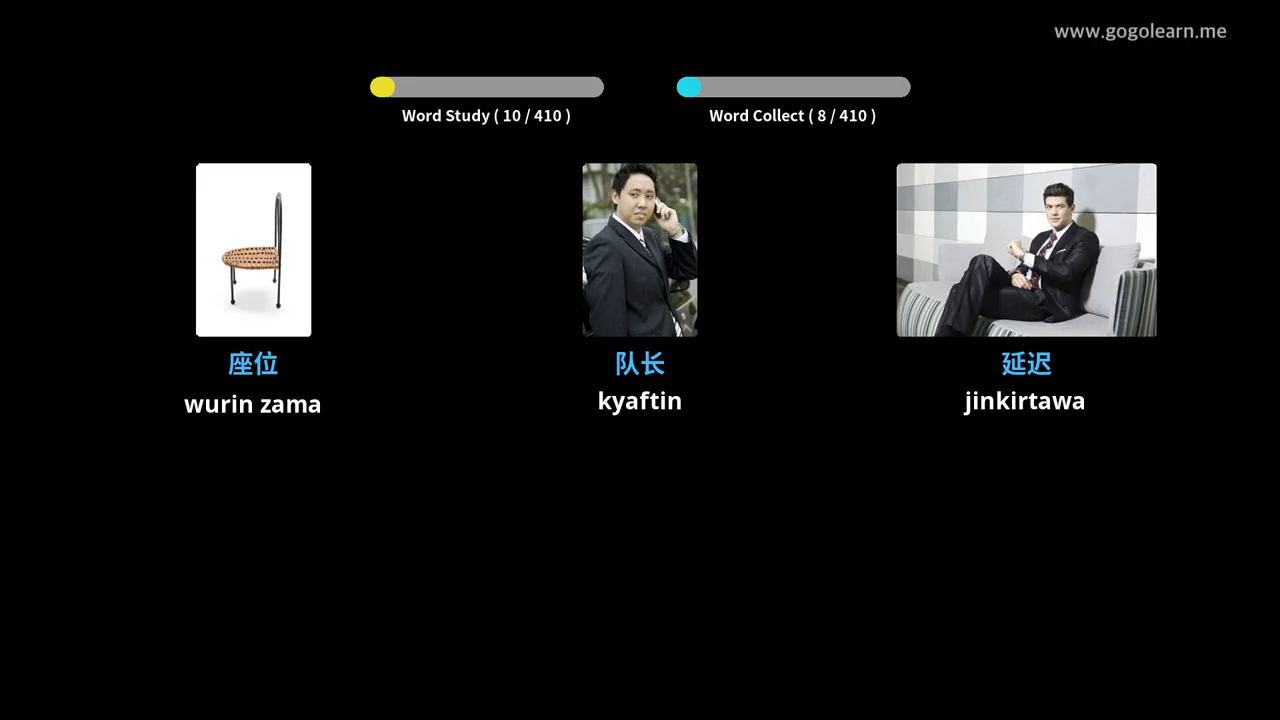 www.gogolearn.me
Word Study ( 10 / 410 )
Word Collect ( 8 / 410 )
座位
队长
延迟
wurin zama
kyaftin
jinkirtawa